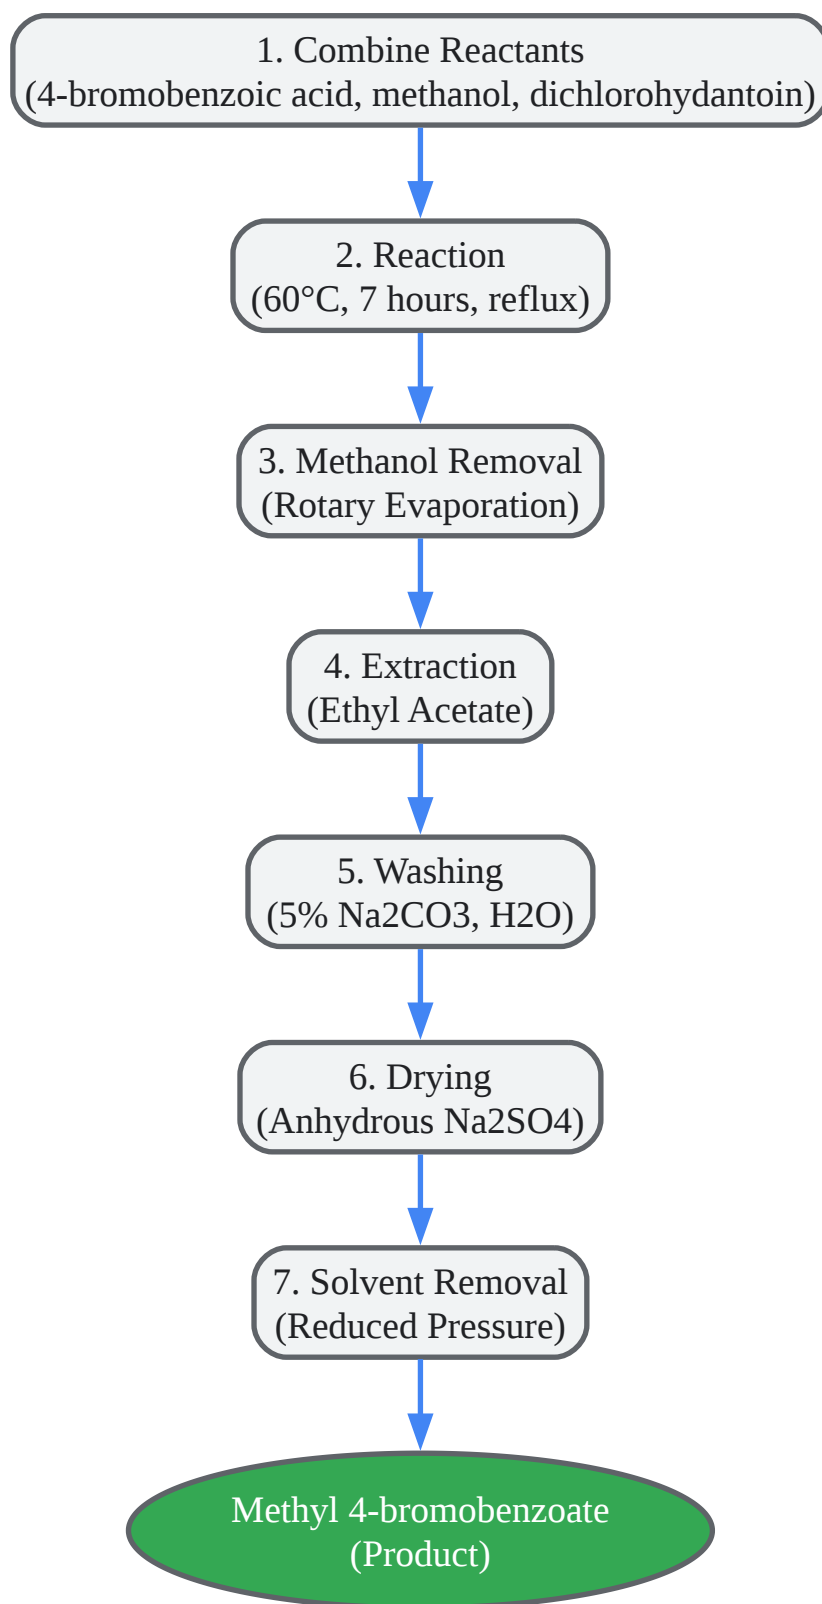 1. Combine Reactants
(4-bromobenzoic acid, methanol, dichlorohydantoin)
2. Reaction
(60°C, 7 hours, reflux)
3. Methanol Removal
(Rotary Evaporation)
4. Extraction
(Ethyl Acetate)
5. Washing
(5% Na2CO3, H2O)
6. Drying
(Anhydrous Na2SO4)
7. Solvent Removal
(Reduced Pressure)
Methyl 4-bromobenzoate
(Product)